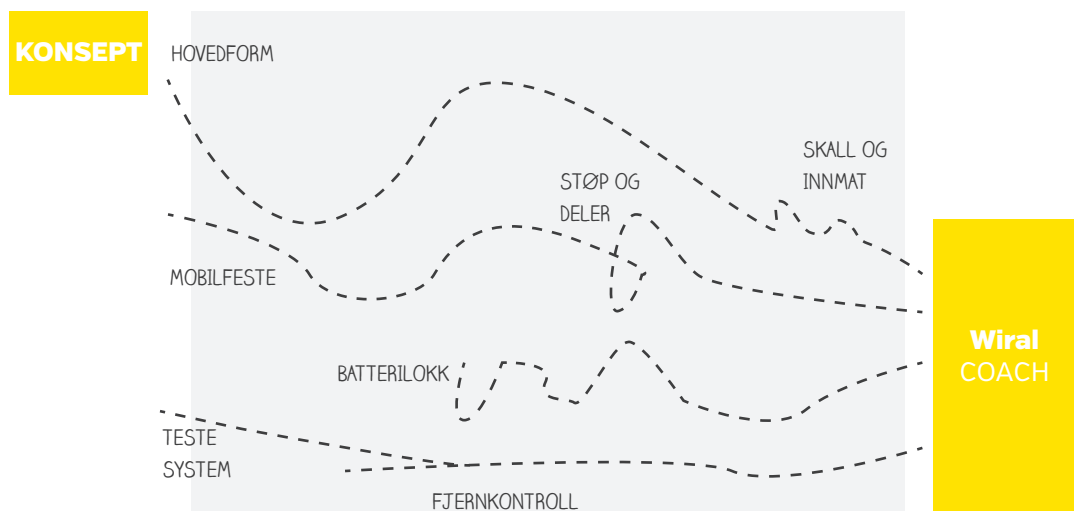 KONSEPT
HOVEDFORM
SKALL OG
INNMAT
STØP OG
DELER
MOBILFESTE
Wiral
COACH
BATTERILOKK
TESTE
SYSTEM
FJERNKONTROLL